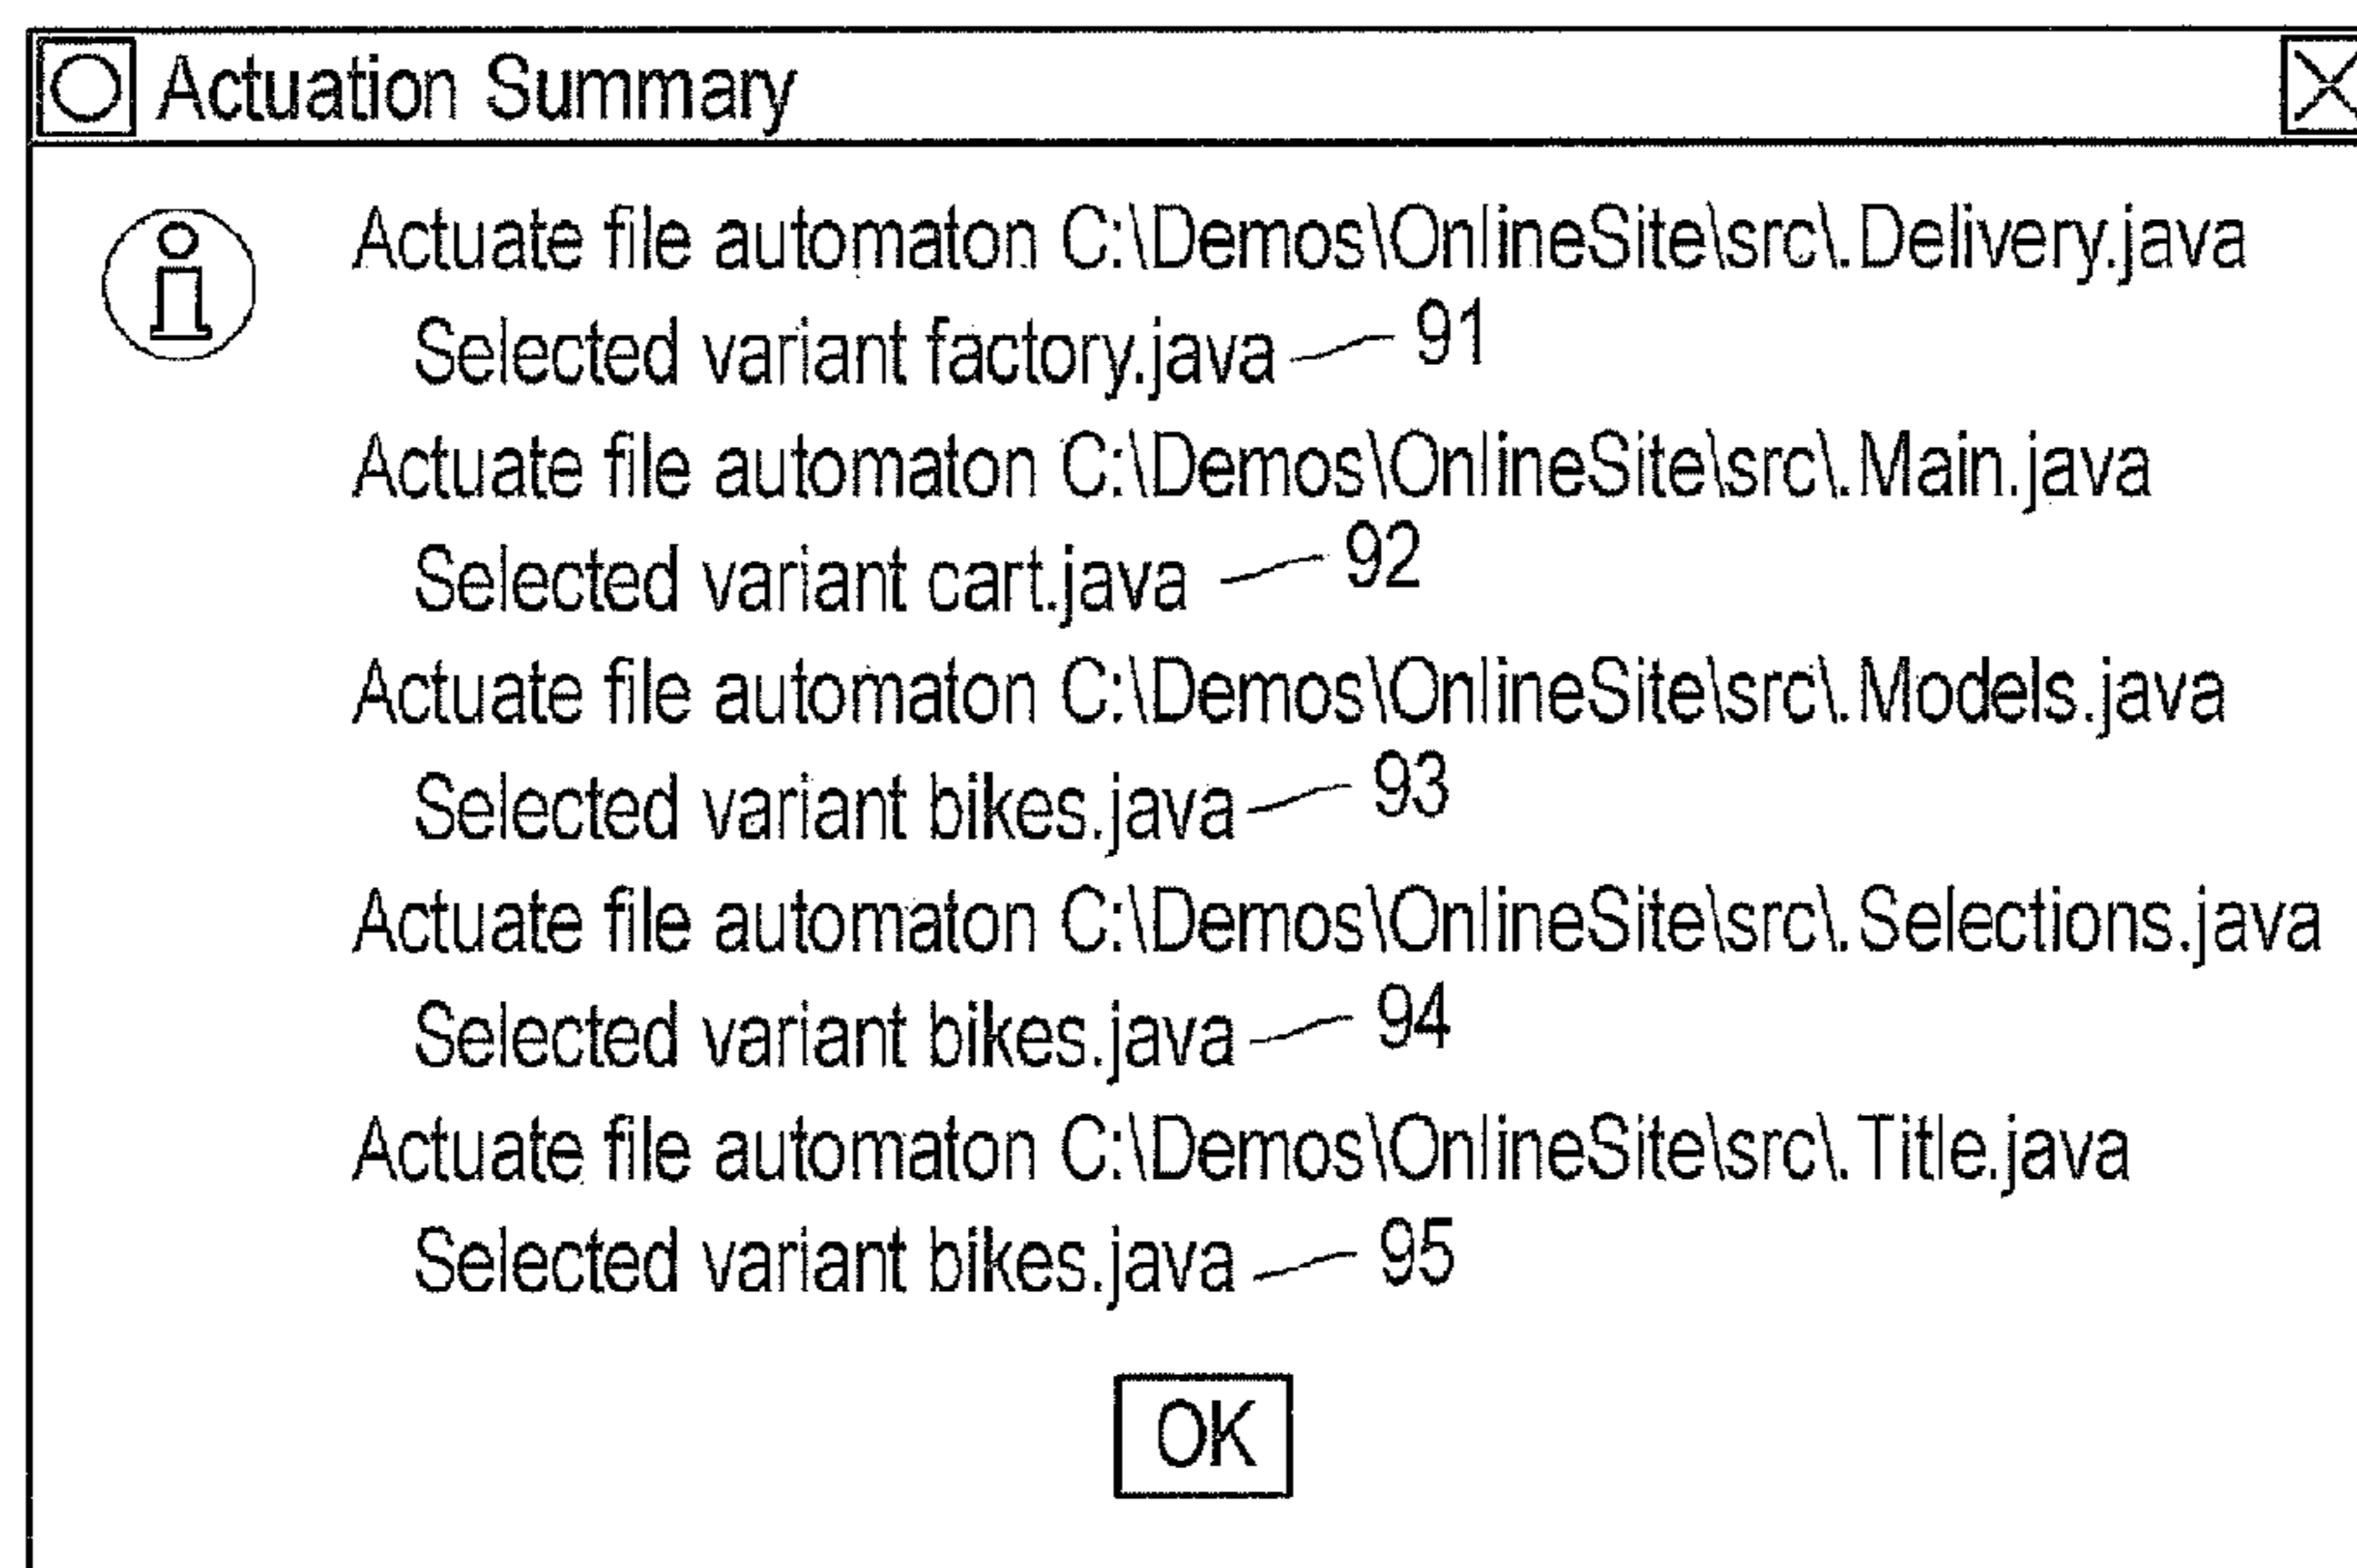 Actuation Summary
Actuate file automaton C:\Demos\OnlineSite\src\.Delivery.java
Selected variant factory.java 91
Actuate file automaton C:\Demos\OnlineSite\src\.Main.java
Selected variant cart.java 92
Actuate file automaton C:\Demos\OnlineSite\src\.Models.java
Selected variant bikes.java 93
Actuate file automaton C:\Demos\OnlineSite\src\.Selections.java
Selected variant bikes.java 94
Actuate file automaton C:\Demos\OnlineSite\src\.Title.java
Selected variant bikes.java 95
OK